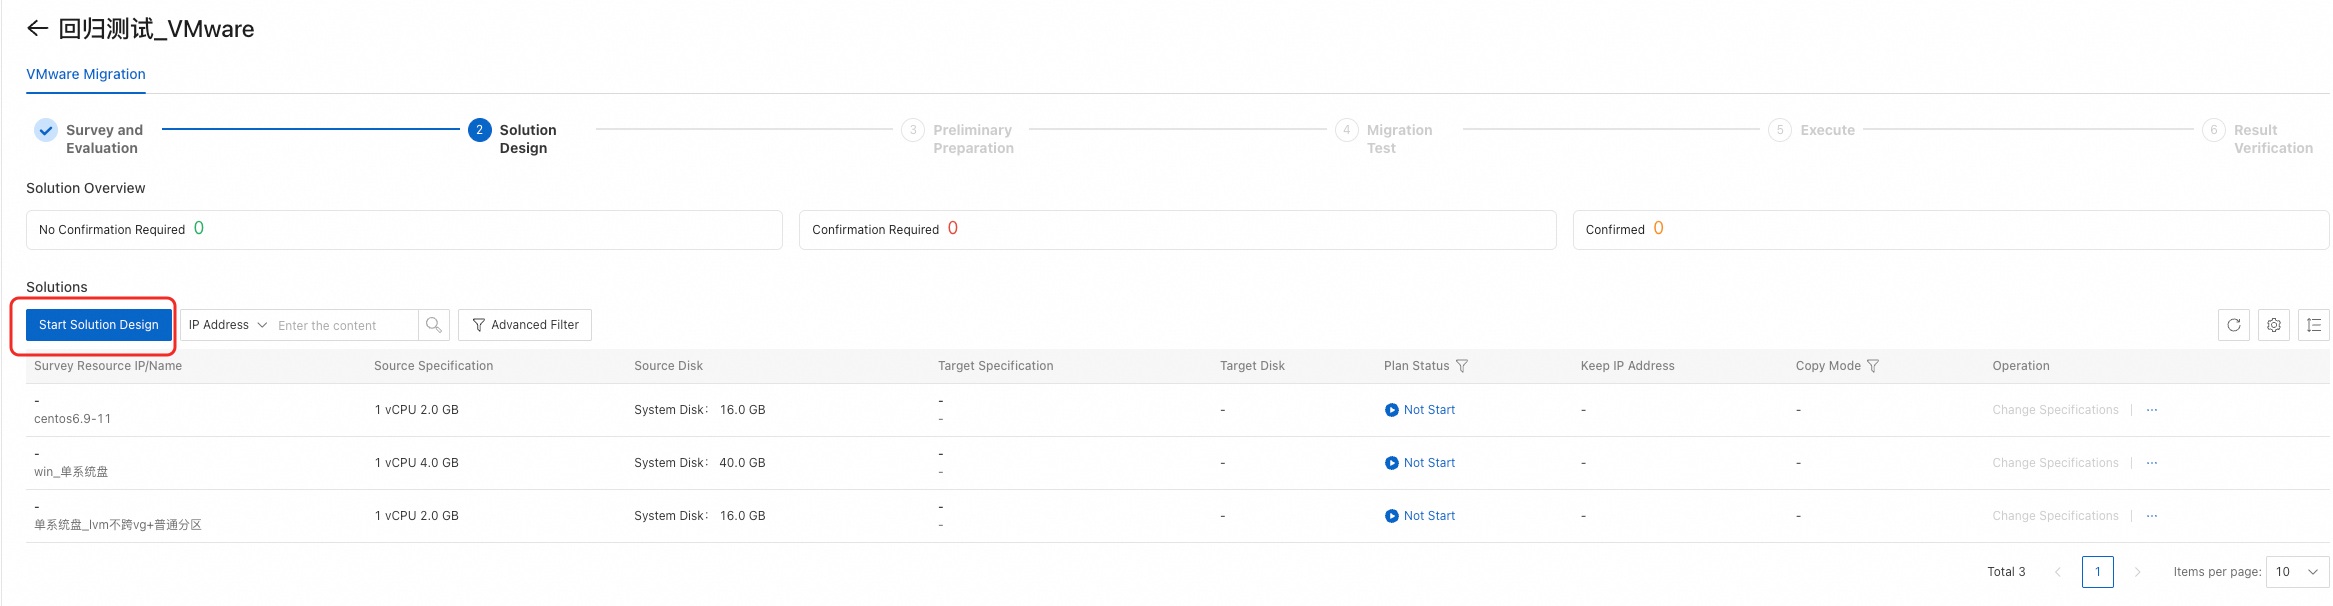 回归测试_VMware
VMware Migration
Survey and
Evaluation
2
Solution
Design
3
Preliminary
Preparation
4
Migration
Test
5
Execute
6
Result
Verification
Solution Overview
No Confirmation Required 0
Confirmation Required 0
Confirmed 0
Solutions
Start Solution Design IP Address Enter the content Advanced Filter
Survey Resource IP/Name Source Specification Source Disk Target Specification Target Disk Plan Status Keep IP Address Copy Mode Operation
-
centos6.9-11
1 vCPU 2.0 GB
System Disk： 16.0 GB
-
-
-
Not Start
-
-
Change Specifications | ···
-
win_单系统盘
1 vCPU 4.0 GB
System Disk： 40.0 GB
-
-
-
Not Start
-
-
Change Specifications | ···
-
单系统盘_lvm不跨vg+普通分区
1 vCPU 2.0 GB
System Disk： 16.0 GB
-
-
-
Not Start
-
-
Change Specifications | ···
Total 3 < 1 > Items per page: 10